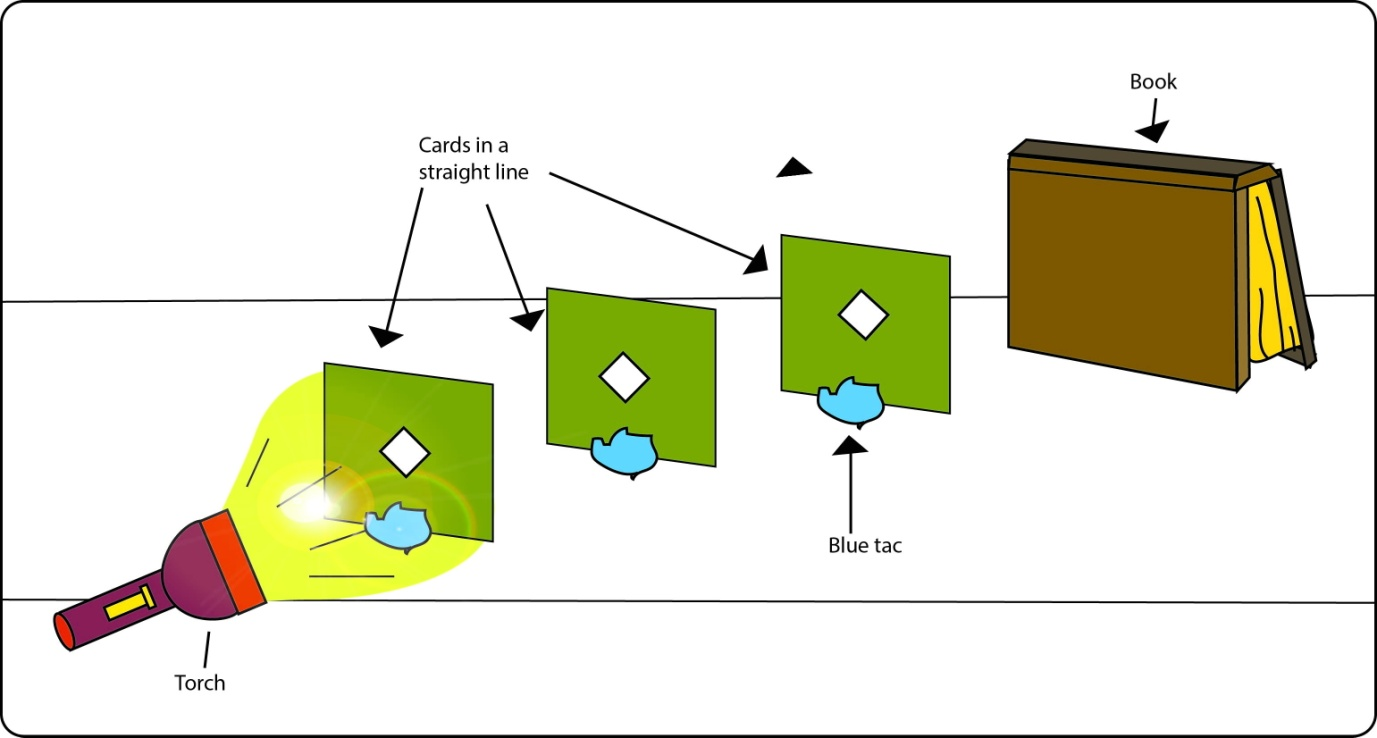 Book
Cards in a
straight line
Blue tac
Torch